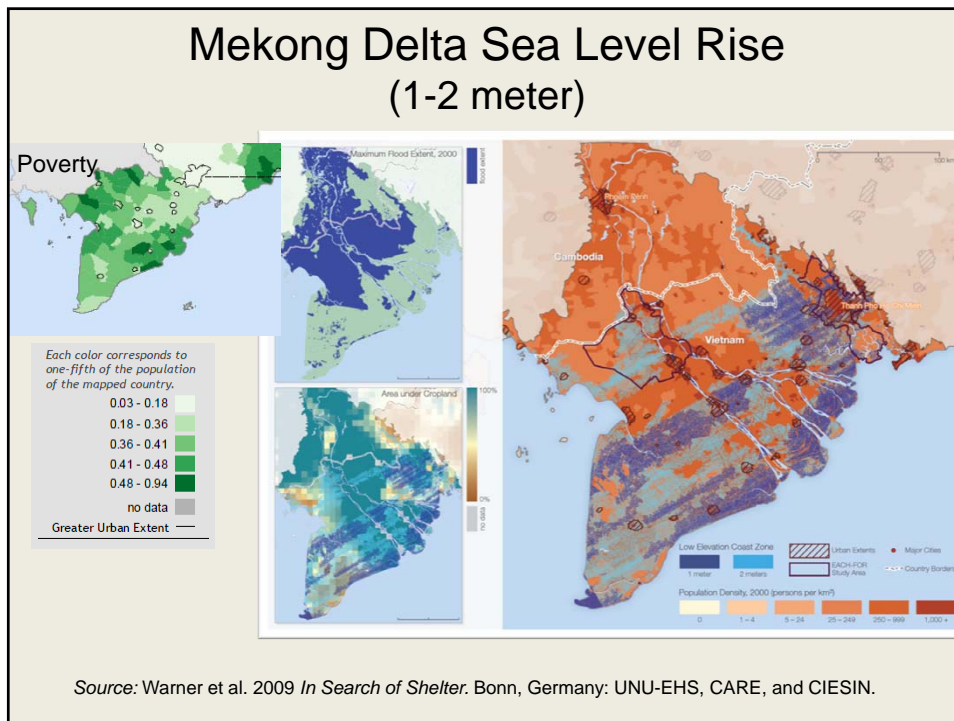 Mekong Delta Sea Level Rise
(1-2 meter)
Poverty
Each color corresponds to
one-fifth of the population
of the mapped country.
0.03 - 0.18
0.18 - 0.36
0.36 - 0.41
0.41 - 0.48
0.48 - 0.94
no data
Greater Urban Extent
Maximum Flood Extent, 2000
flood extent
Area under Cropland
100%
0%
no data
0 50 100
Phnom Penh
Cambodia
Vietnam
Low Elevation Coast Zone
1 meter
2 meters
Urban Extents
EACH-FOR
Study Area
Major Cities
Country Borders
Population Density, 2000 (persons per km²)
0
1 – 4
5 – 24
25 – 249
250 – 999
1,000 +
Source: Warner et al. 2009 In Search of Shelter. Bonn, Germany: UNU-EHS, CARE, and CIESIN.